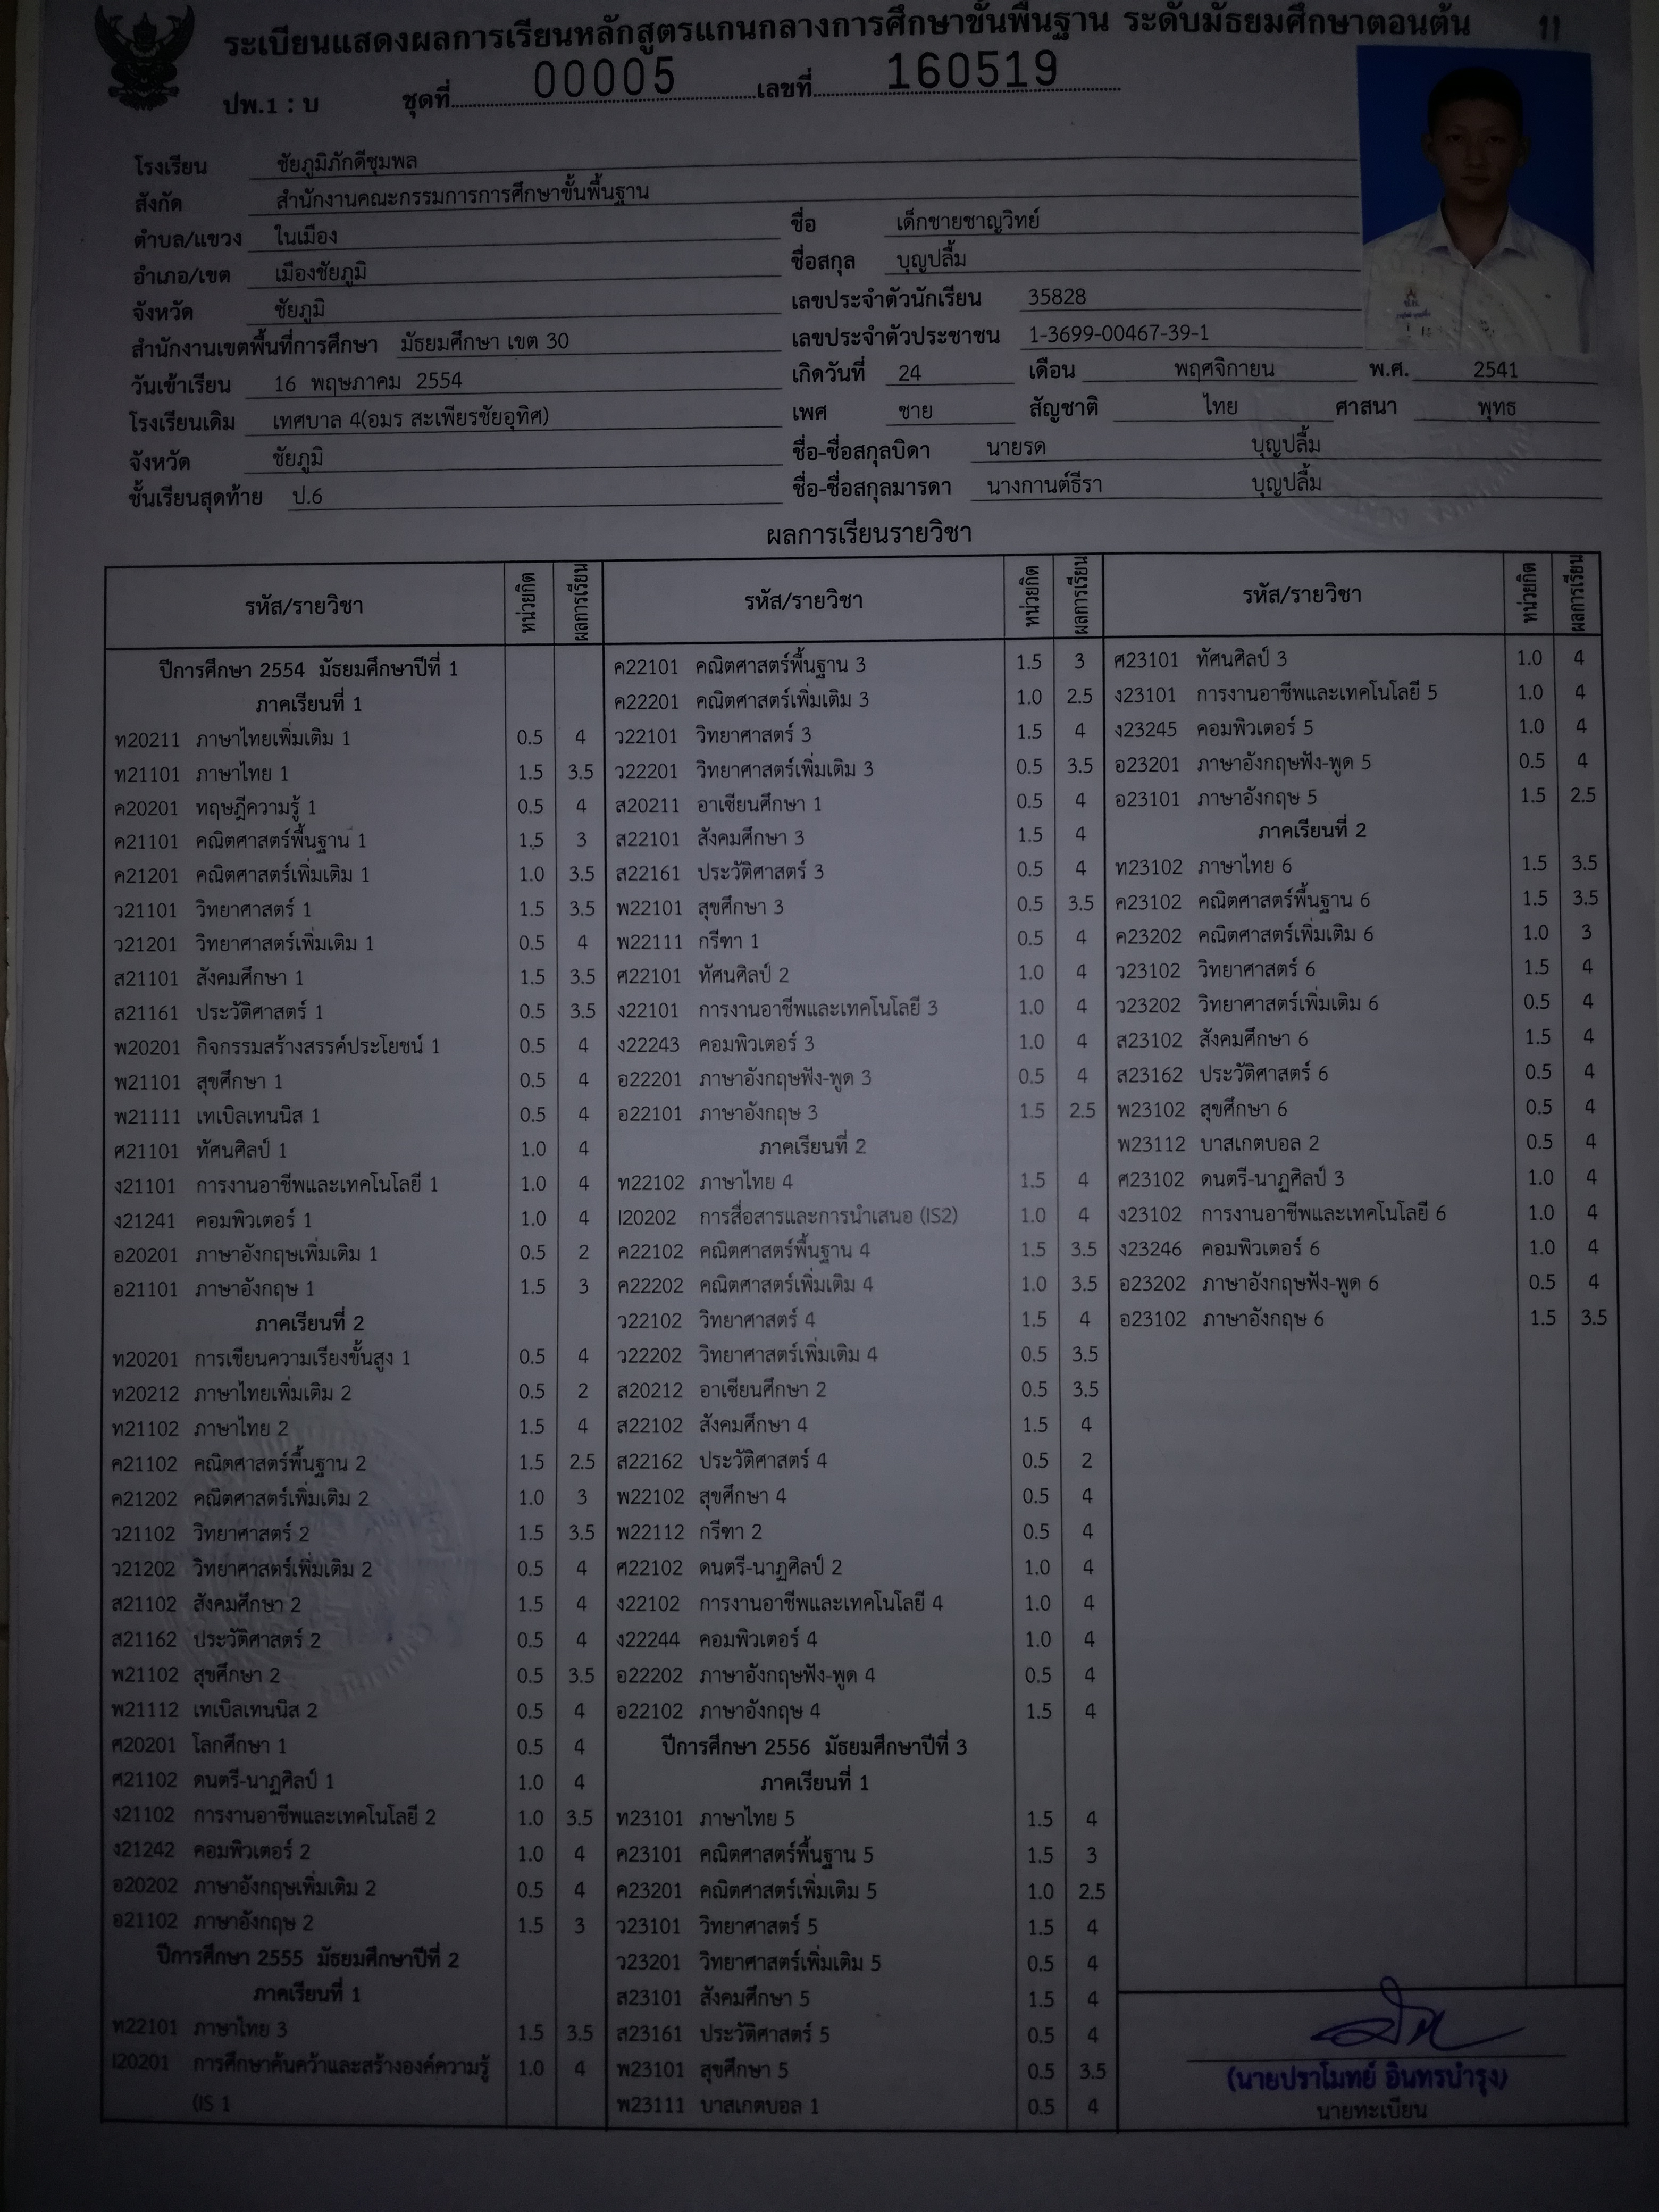 ระเบียนแสดงผลการเรียนหลักสูตรแกนกลางการศึกษาขั้นพื้นฐาน ระดับมัธยมศึกษาตอนต้น
ปพ.1 : บ ชุดที่ 00005 เลขที่ 160519
โรงเรียน ชัยภูมิภักดีชุมพล
สังกัด สำนักงานคณะกรรมการการศึกษาขั้นพื้นฐาน
ตำบล/แขวง ในเมือง
อำเภอ/เขต เมืองชัยภูมิ
จังหวัด ชัยภูมิ
สำนักงานเขตพื้นที่การศึกษา มัธยมศึกษา เขต 30
วันเข้าเรียน 16 พฤษภาคม 2554
โรงเรียนเดิม เทศบาล 4(อมร สะเพียรชัยอุทิศ)
จังหวัด ชัยภูมิ
ชั้นเรียนสุดท้าย ป.6
ชื่อ เด็กชายชาญวิทย์
ชื่อสกุล บุญปลื้ม
เลขประจำตัวนักเรียน 35828
เลขประจำตัวประชาชน 1-3699-00467-39-1
เกิดวันที่ 24 เดือน พฤศจิกายน พ.ศ. 2541
เพศ ชาย สัญชาติ ไทย ศาสนา พุทธ
ชื่อ-ชื่อสกุลบิดา นายรด บุญปลื้ม
ชื่อ-ชื่อสกุลมารดา นางกานต์ธีรา บุญปลื้ม
ผลการเรียนรายวิชา
รหัส/รายวิชา หน่วยกิต ผลการเรียน
ปีการศึกษา 2554 มัธยมศึกษาปีที่ 1
ภาคเรียนที่ 1
ท20211 ภาษาไทยเพิ่มเติม 1 0.5 4
ท21101 ภาษาไทย 1 1.5 3.5
ค20201 ทฤษฎีความรู้ 1 0.5 4
ค21101 คณิตศาสตร์พื้นฐาน 1 1.5 3
ค21201 คณิตศาสตร์เพิ่มเติม 1 1.0 3.5
ว21101 วิทยาศาสตร์ 1 1.5 3.5
ว21201 วิทยาศาสตร์เพิ่มเติม 1 0.5 4
ส21101 สังคมศึกษา 1 1.5 3.5
ส21161 ประวัติศาสตร์ 1 0.5 3.5
พ20201 กิจกรรมสร้างสรรค์ประโยชน์ 1 0.5 4
พ21101 สุขศึกษา 1 0.5 4
พ21111 เทเบิลเทนนิส 1 0.5 4
ศ21101 ทัศนศิลป์ 1 1.0 4
ง21101 การงานอาชีพและเทคโนโลยี 1 1.0 4
ง21241 คอมพิวเตอร์ 1 1.0 4
อ20201 ภาษาอังกฤษเพิ่มเติม 1 0.5 2
อ21101 ภาษาอังกฤษ 1 1.5 3
ภาคเรียนที่ 2
ท20201 การเขียนความเรียงขั้นสูง 1 0.5 4
ท20212 ภาษาไทยเพิ่มเติม 2 0.5 2
ท21102 ภาษาไทย 2 1.5 4
ค21102 คณิตศาสตร์พื้นฐาน 2 1.5 2.5
ค21202 คณิตศาสตร์เพิ่มเติม 2 1.0 3
ว21102 วิทยาศาสตร์ 2 1.5 3.5
ว21202 วิทยาศาสตร์เพิ่มเติม 2 0.5 4
ส21102 สังคมศึกษา 2 1.5 4
ส21162 ประวัติศาสตร์ 2 0.5 4
พ21102 สุขศึกษา 2 0.5 3.5
พ21112 เทเบิลเทนนิส 2 0.5 4
ศ20201 โลกศึกษา 1 0.5 4
ศ21102 ดนตรี-นาฏศิลป์ 1 1.0 4
ง21102 การงานอาชีพและเทคโนโลยี 2 1.0 3.5
ง21242 คอมพิวเตอร์ 2 1.0 4
อ20202 ภาษาอังกฤษเพิ่มเติม 2 0.5 4
อ21102 ภาษาอังกฤษ 2 1.5 3
ปีการศึกษา 2555 มัธยมศึกษาปีที่ 2
ภาคเรียนที่ 1
ท22101 ภาษาไทย 3 1.5 3.5
I20201 การศึกษาค้นคว้าและสร้างองค์ความรู้ 1.0 4
(IS 1
รหัส/รายวิชา หน่วยกิต ผลการเรียน
ค22101 คณิตศาสตร์พื้นฐาน 3 1.5 3
ค22201 คณิตศาสตร์เพิ่มเติม 3 1.0 2.5
ว22101 วิทยาศาสตร์ 3 1.5 4
ว22201 วิทยาศาสตร์เพิ่มเติม 3 0.5 3.5
ส20211 อาเซียนศึกษา 1 0.5 4
ส22101 สังคมศึกษา 3 1.5 4
ส22161 ประวัติศาสตร์ 3 0.5 4
พ22101 สุขศึกษา 3 0.5 3.5
พ22111 กรีฑา 1 0.5 4
ศ22101 ทัศนศิลป์ 2 1.0 4
ง22101 การงานอาชีพและเทคโนโลยี 3 1.0 4
ง22243 คอมพิวเตอร์ 3 1.0 4
อ22201 ภาษาอังกฤษฟัง-พูด 3 0.5 4
อ22101 ภาษาอังกฤษ 3 1.5 2.5
ภาคเรียนที่ 2
ท22102 ภาษาไทย 4 1.5 4
I20202 การสื่อสารและการนำเสนอ (IS2) 1.0 4
ค22102 คณิตศาสตร์พื้นฐาน 4 1.5 3.5
ค22202 คณิตศาสตร์เพิ่มเติม 4 1.0 3.5
ว22102 วิทยาศาสตร์ 4 1.5 4
ว22202 วิทยาศาสตร์เพิ่มเติม 4 0.5 3.5
ส20212 อาเซียนศึกษา 2 0.5 3.5
ส22102 สังคมศึกษา 4 1.5 4
ส22162 ประวัติศาสตร์ 4 0.5 2
พ22102 สุขศึกษา 4 0.5 4
พ22112 กรีฑา 2 0.5 4
ศ22102 ดนตรี-นาฏศิลป์ 2 1.0 4
ง22102 การงานอาชีพและเทคโนโลยี 4 1.0 4
ง22244 คอมพิวเตอร์ 4 1.0 4
อ22202 ภาษาอังกฤษฟัง-พูด 4 0.5 4
อ22102 ภาษาอังกฤษ 4 1.5 4
ปีการศึกษา 2556 มัธยมศึกษาปีที่ 3
ภาคเรียนที่ 1
ท23101 ภาษาไทย 5 1.5 4
ค23101 คณิตศาสตร์พื้นฐาน 5 1.5 3
ค23201 คณิตศาสตร์เพิ่มเติม 5 1.0 2.5
ว23101 วิทยาศาสตร์ 5 1.5 4
ว23201 วิทยาศาสตร์เพิ่มเติม 5 0.5 4
ส23101 สังคมศึกษา 5 1.5 4
ส23161 ประวัติศาสตร์ 5 0.5 4
พ23101 สุขศึกษา 5 0.5 3.5
พ23111 บาสเกตบอล 1 0.5 4
รหัส/รายวิชา หน่วยกิต ผลการเรียน
ศ23101 ทัศนศิลป์ 3 1.0 4
ง23101 การงานอาชีพและเทคโนโลยี 5 1.0 4
ง23245 คอมพิวเตอร์ 5 1.0 4
อ23201 ภาษาอังกฤษฟัง-พูด 5 0.5 4
อ23101 ภาษาอังกฤษ 5 1.5 2.5
ภาคเรียนที่ 2
ท23102 ภาษาไทย 6 1.5 3.5
ค23102 คณิตศาสตร์พื้นฐาน 6 1.5 3.5
ค23202 คณิตศาสตร์เพิ่มเติม 6 1.0 3
ว23102 วิทยาศาสตร์ 6 1.5 4
ว23202 วิทยาศาสตร์เพิ่มเติม 6 0.5 4
ส23102 สังคมศึกษา 6 1.5 4
ส23162 ประวัติศาสตร์ 6 0.5 4
พ23102 สุขศึกษา 6 0.5 4
พ23112 บาสเกตบอล 2 0.5 4
ศ23102 ดนตรี-นาฏศิลป์ 3 1.0 4
ง23102 การงานอาชีพและเทคโนโลยี 6 1.0 4
ง23246 คอมพิวเตอร์ 6 1.0 4
อ23202 ภาษาอังกฤษฟัง-พูด 6 0.5 4
อ23102 ภาษาอังกฤษ 6 1.5 3.5
(นายปราโมทย์ อินทรบำรุง)
นายทะเบียน